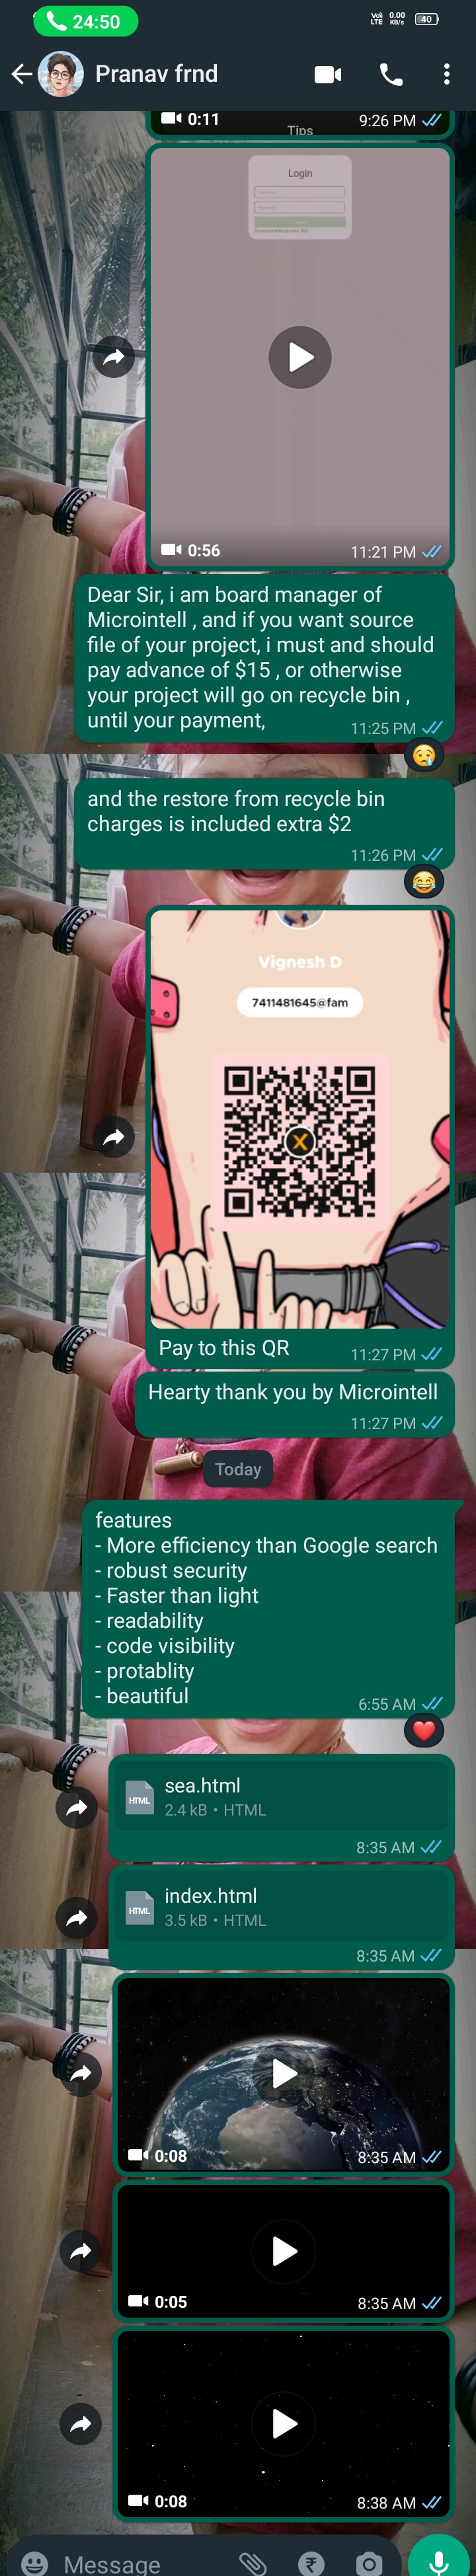 24:50
Vo)) LTE
0.00 KB/s
40
Pranav frnd
0:11
Tips
9:26 PM
Login
0:56
11:21 PM
Dear Sir, i am board manager of
Microintell , and if you want source
file of your project, i must and should
pay advance of $15 , or otherwise
your project will go on recycle bin ,
until your payment,
11:25 PM
and the restore from recycle bin
charges is included extra $2
11:26 PM
Vignesh D
7411481645@fam
Pay to this QR
11:27 PM
Hearty thank you by Microintell
11:27 PM
Today
features
- More efficiency than Google search
- robust security
- Faster than light
- readability
- code visibility
- protablity
- beautiful
6:55 AM
HTML
sea.html
2.4 kB • HTML
8:35 AM
HTML
index.html
3.5 kB • HTML
8:35 AM
0:08
8:35 AM
0:05
8:35 AM
0:08
8:38 AM
Message